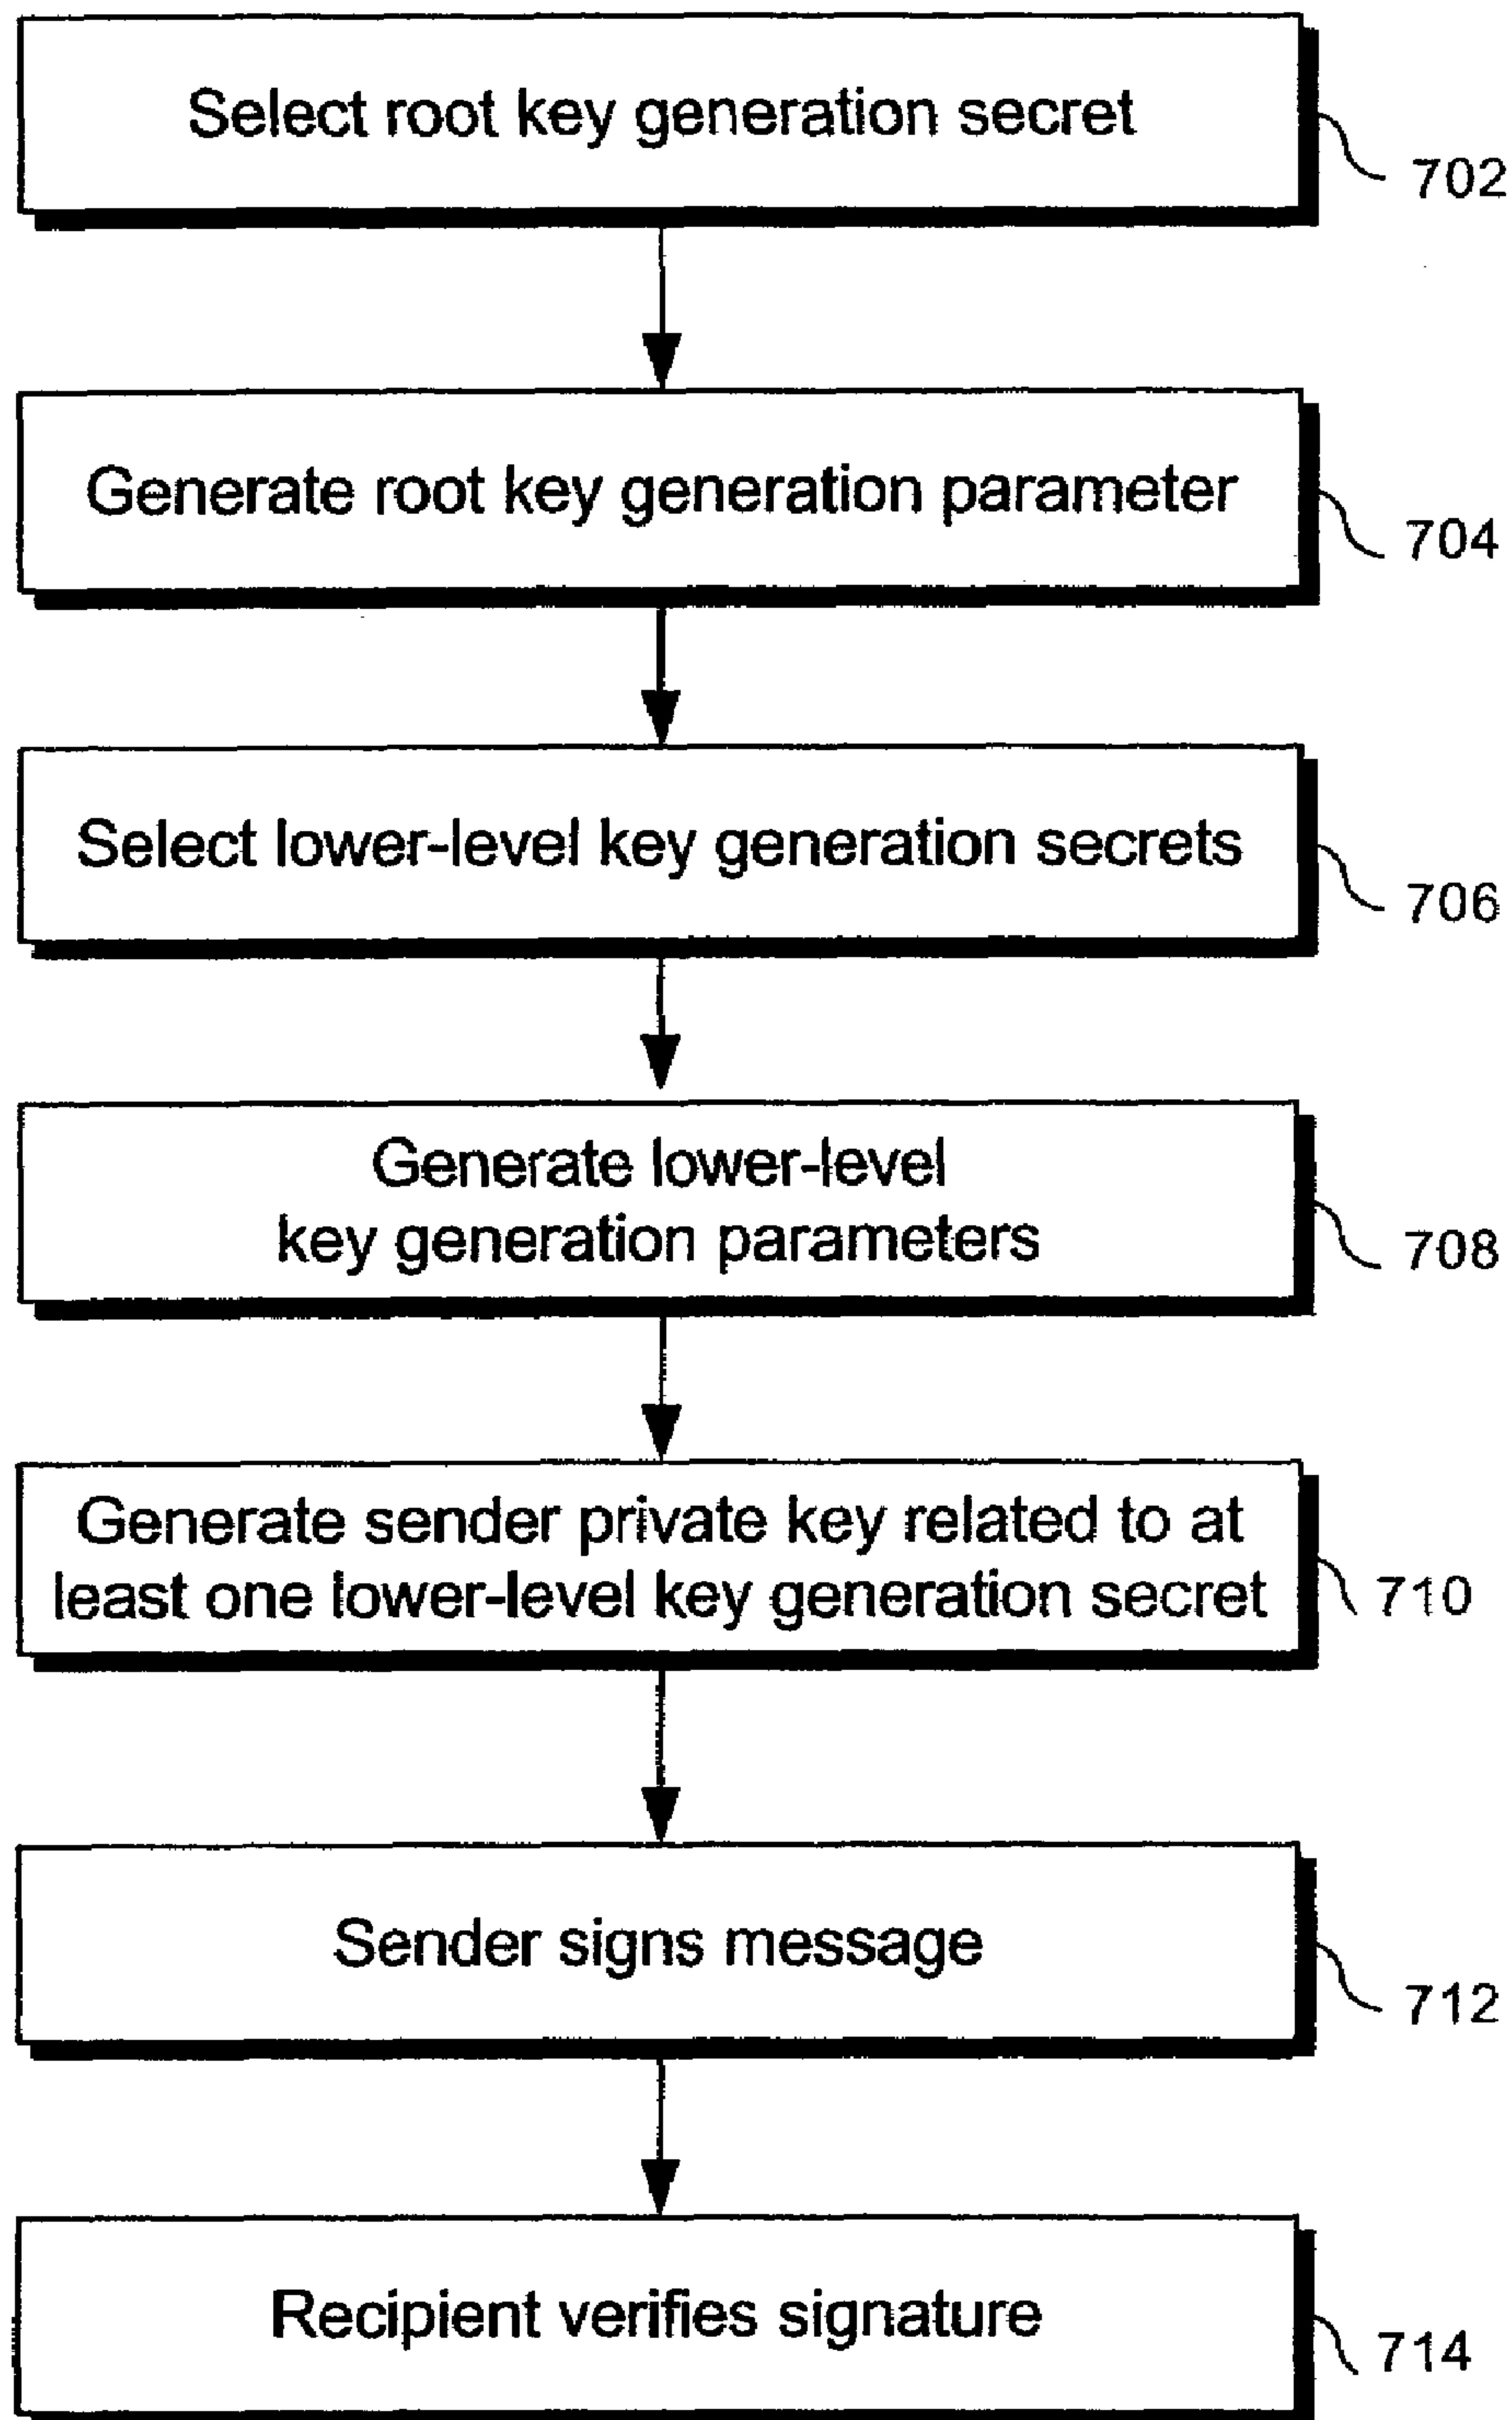 Select root key generation secret
702
Generate root key generation parameter
704
Select lower-level key generation secrets
706
Generate lower-level
key generation parameters
708
Generate sender private key related to at
least one lower-level key generation secret
710
Sender signs message
712
Recipient verifies signature
714